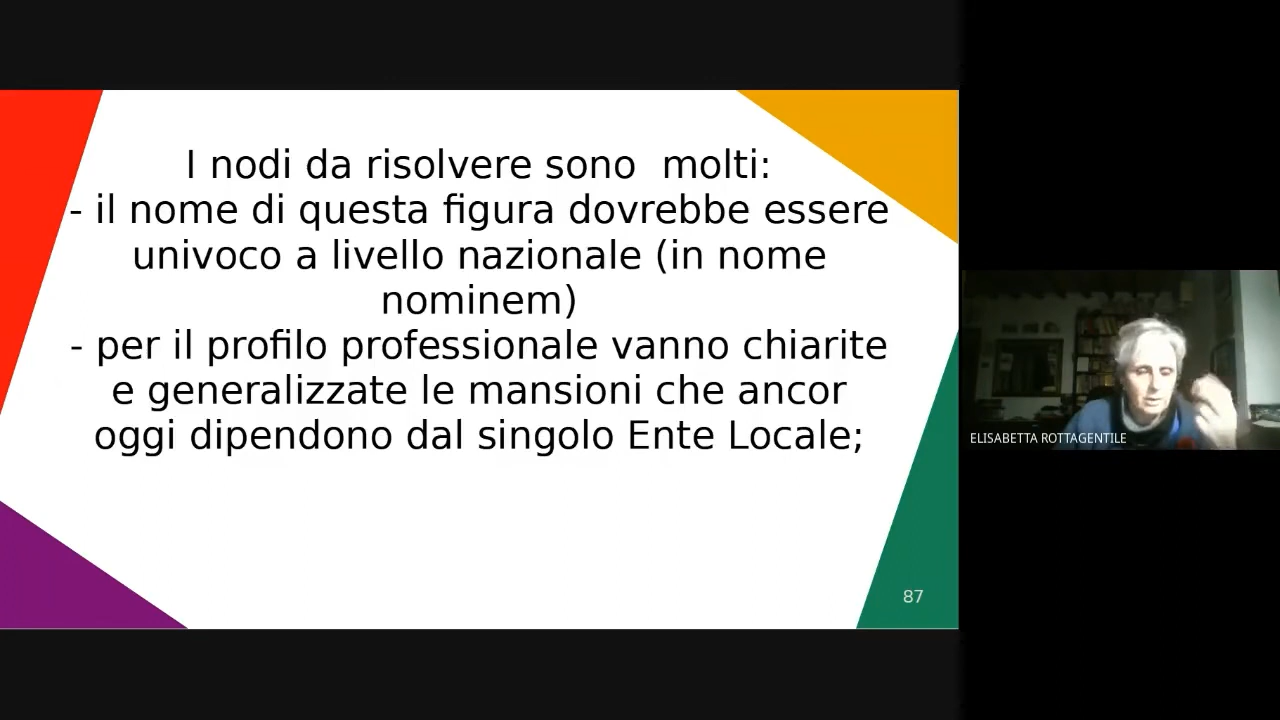 I nodi da risolvere sono  molti:
- il nome di questa figura dovrebbe essere
univoco a livello nazionale (in nome
nominem)
- per il profilo professionale vanno chiarite
e generalizzate le mansioni che ancor
oggi dipendono dal singolo Ente Locale;
87
ELISABETTA ROTTAGENTILE